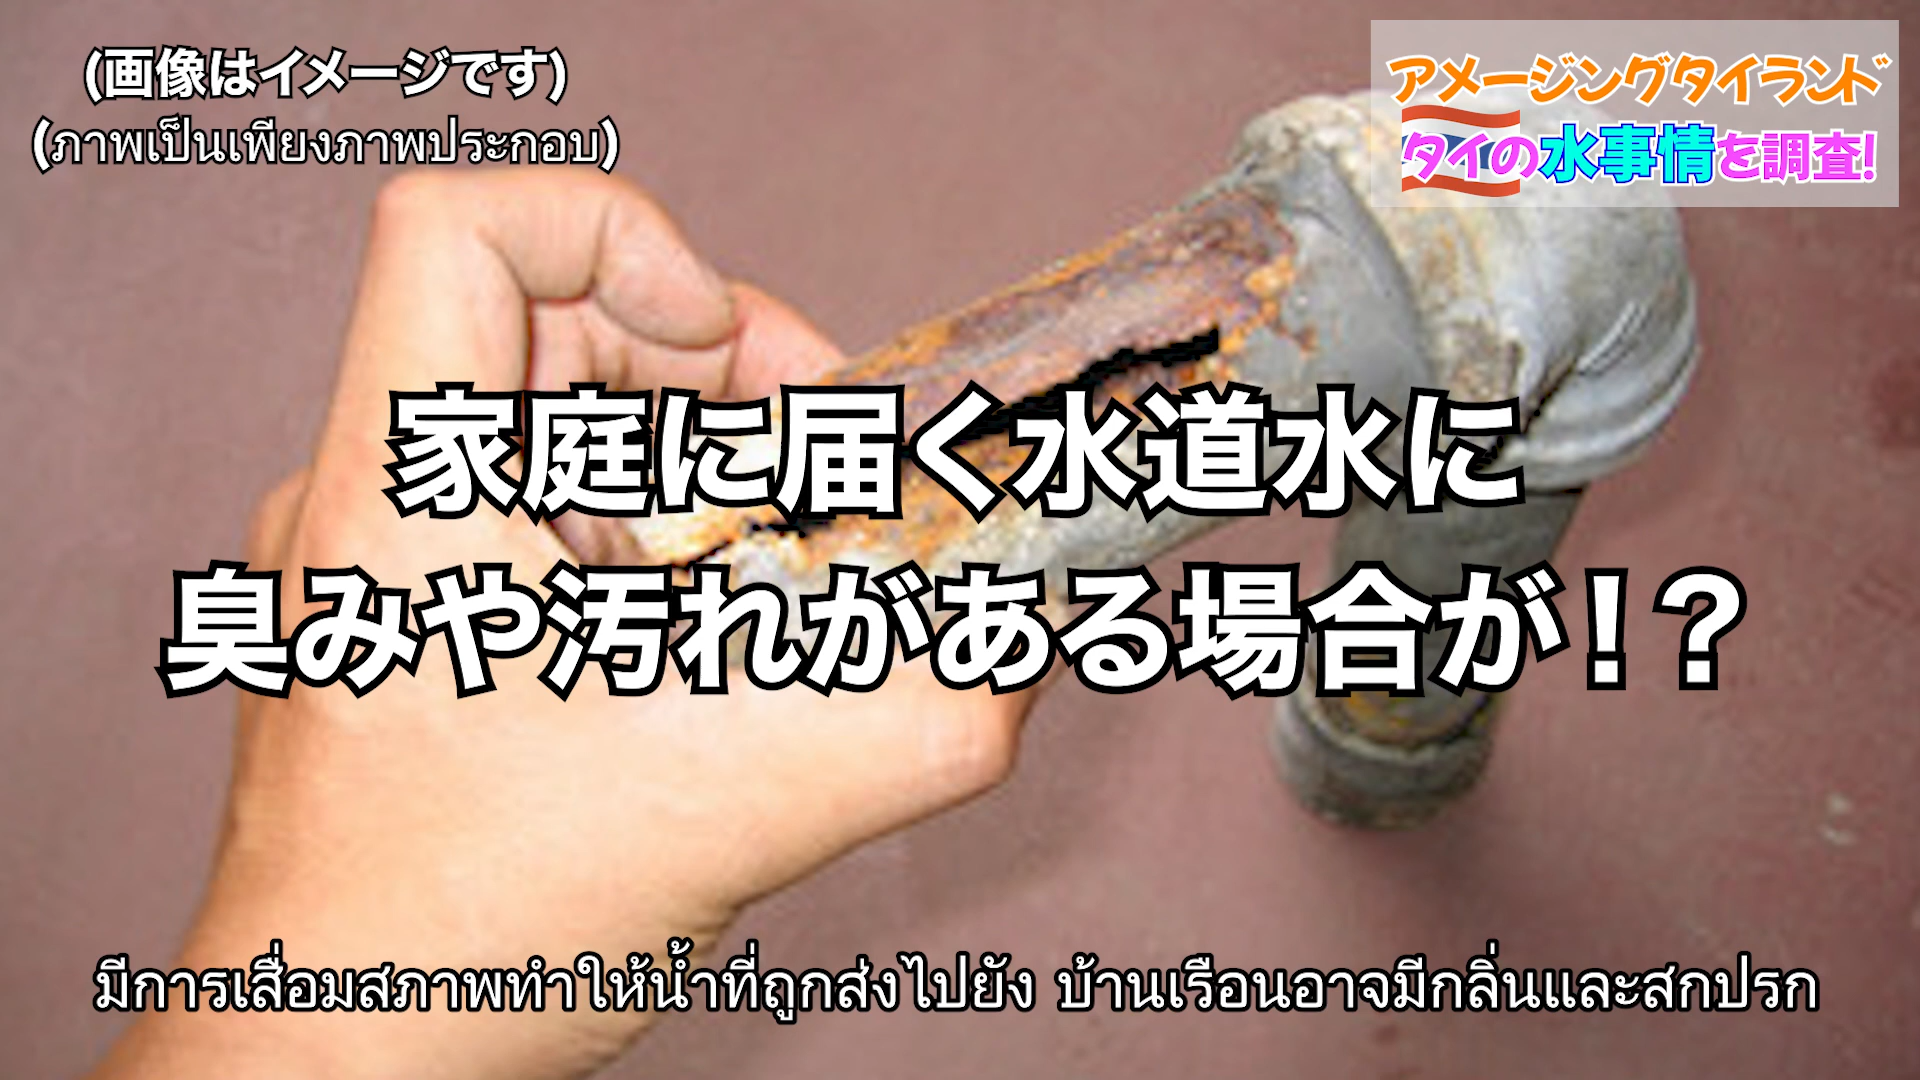 (画像はイメージです)
(ภาพเป็นเพียงภาพประกอบ)
アメージングタイランド
タイの水事情を調査!
家庭に届く水道水に
臭みや汚れがある場合が!?
มีการเสื่อมสภาพทำให้น้ำที่ถูกส่งไปยัง บ้านเรือนอาจมีกลิ่นและสกปรก